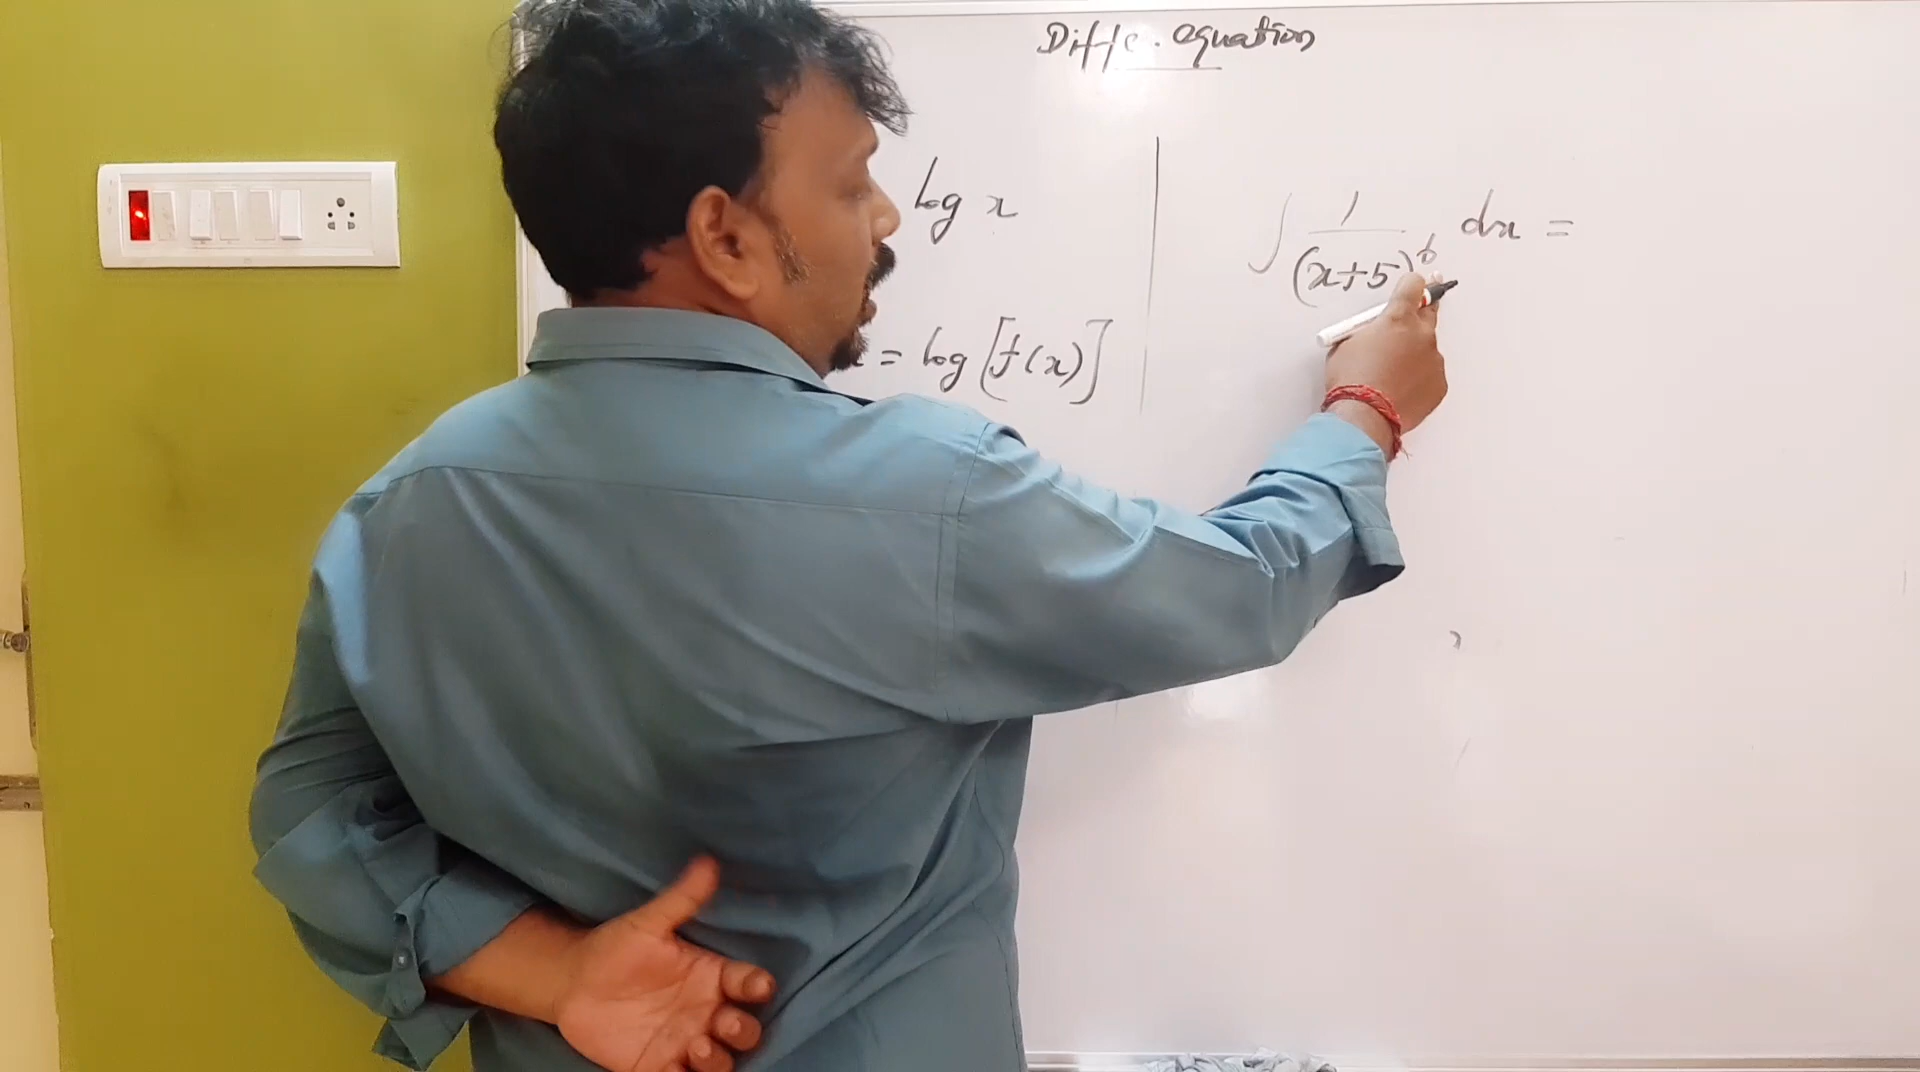 Diffe. equation
log x
= log [f(x)]
∫ 1/(x+5)^6 dx =